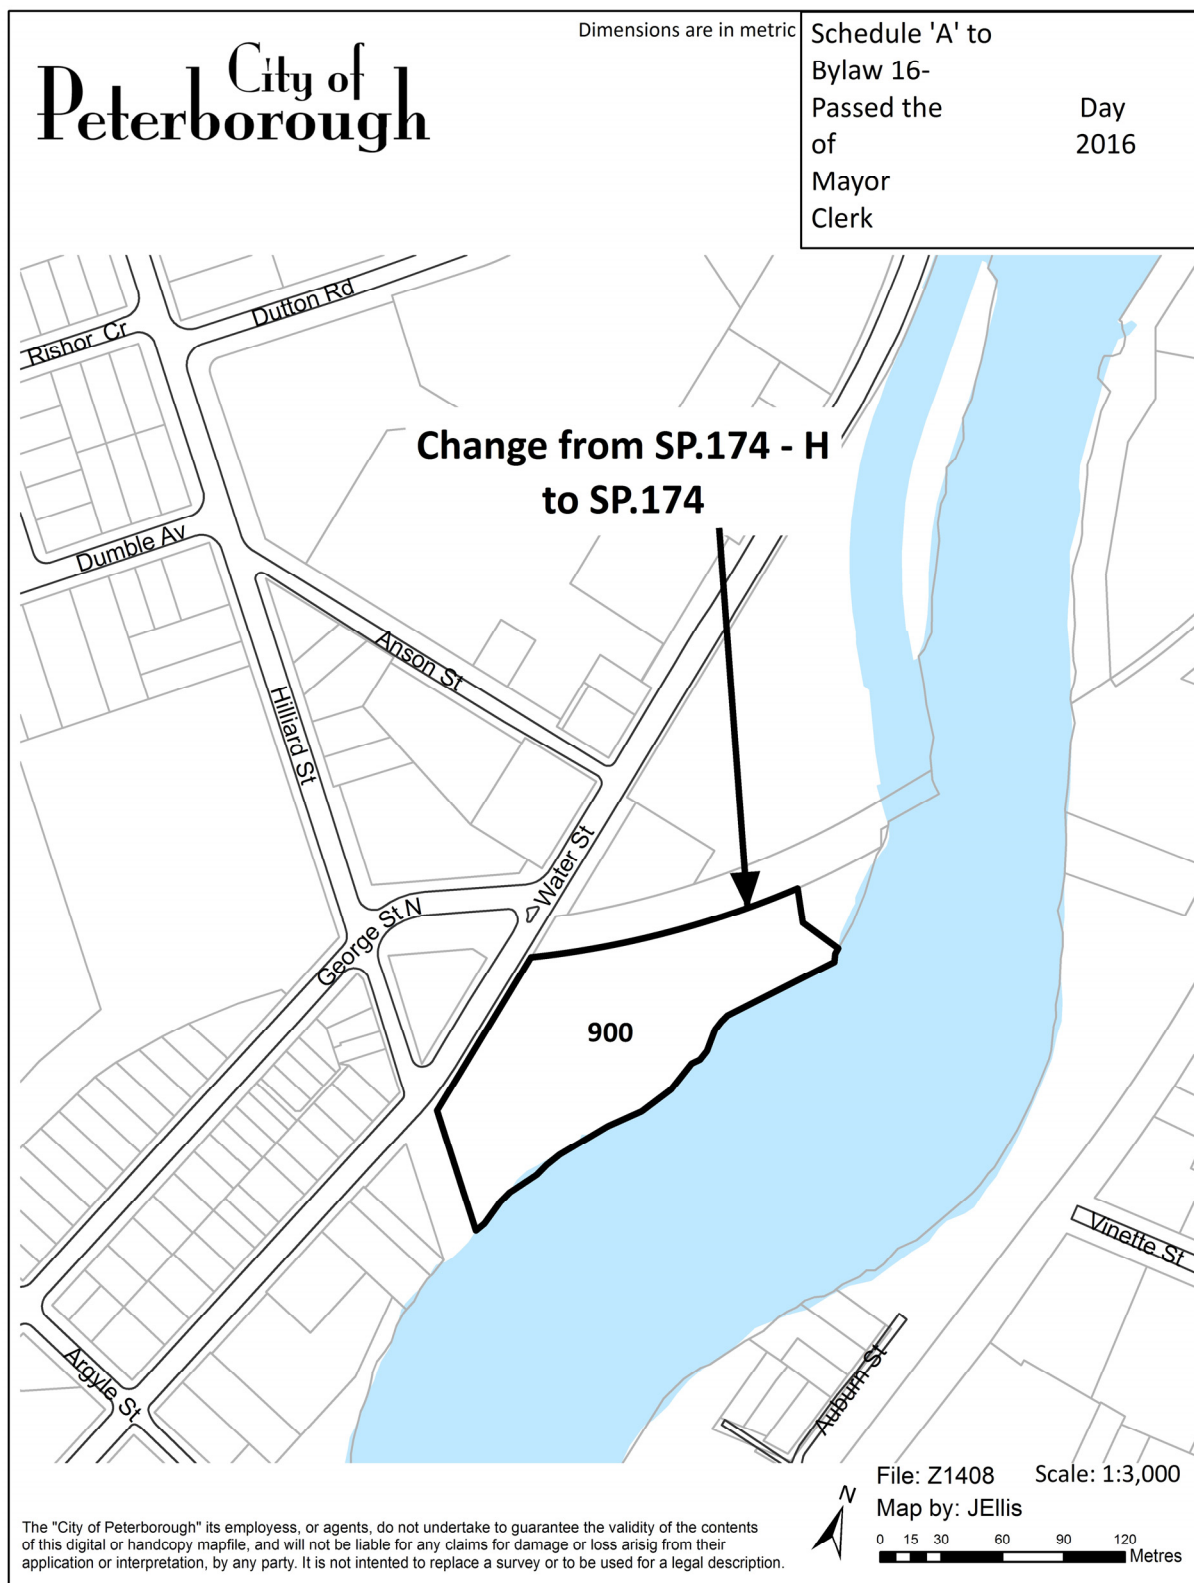 City of
Peterborough
Dimensions are in metric
Schedule 'A' to
Bylaw 16-
Passed the Day
of 2016
Mayor
Clerk
Dutton Rd
Rishor Cr
Change from SP.174 - H
to SP.174
Dumble Av
Anson St
Hilliard St
Water St
George St N
900
Vinette St
Argyle St
Auburn St
File: Z1408 Scale: 1:3,000
Map by: JEllis
N
0 15 30 60 90 120
Metres
The "City of Peterborough" its employess, or agents, do not undertake to guarantee the validity of the contents
of this digital or handcopy mapfile, and will not be liable for any claims for damage or loss arisig from their
application or interpretation, by any party. It is not intended to replace a survey or to be used for a legal description.